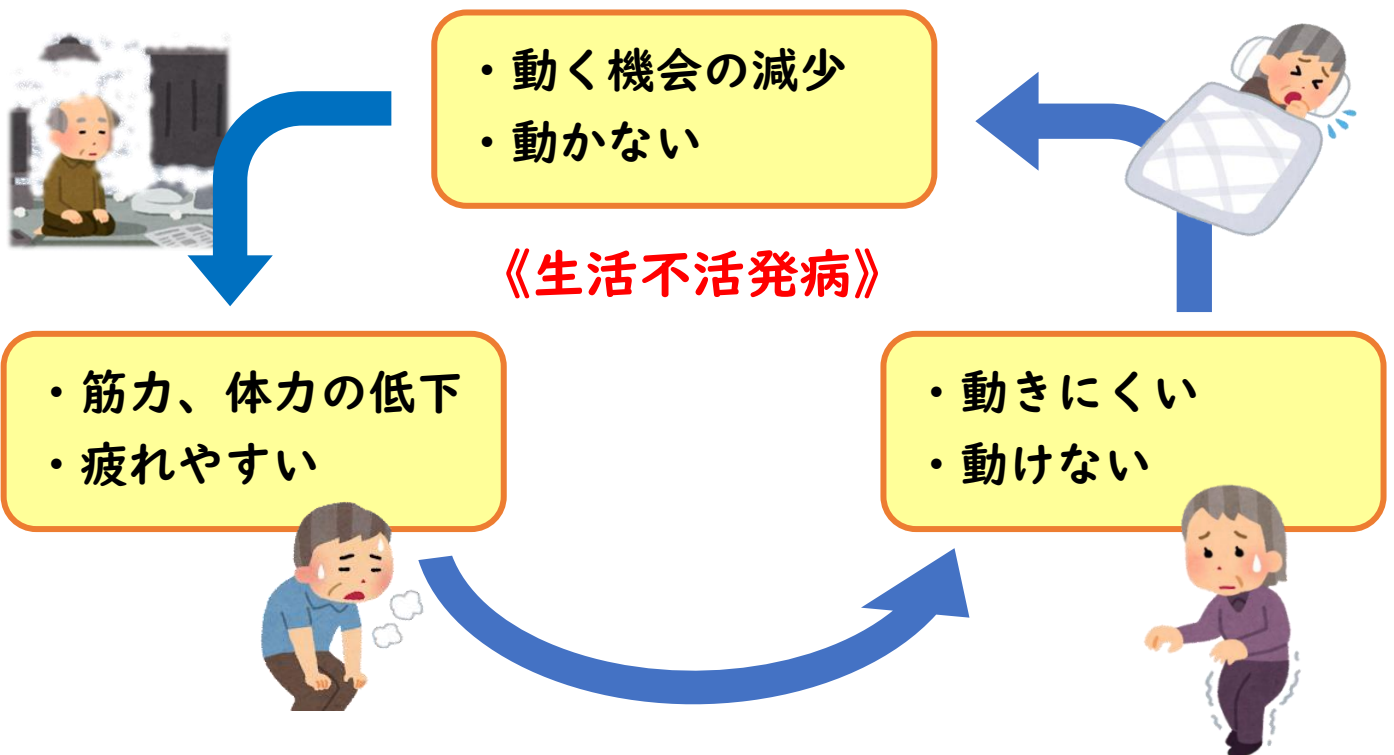 ・動く機会の減少
・動かない
《生活不活発病》
・筋力、体力の低下
・疲れやすい
・動きにくい
・動けない